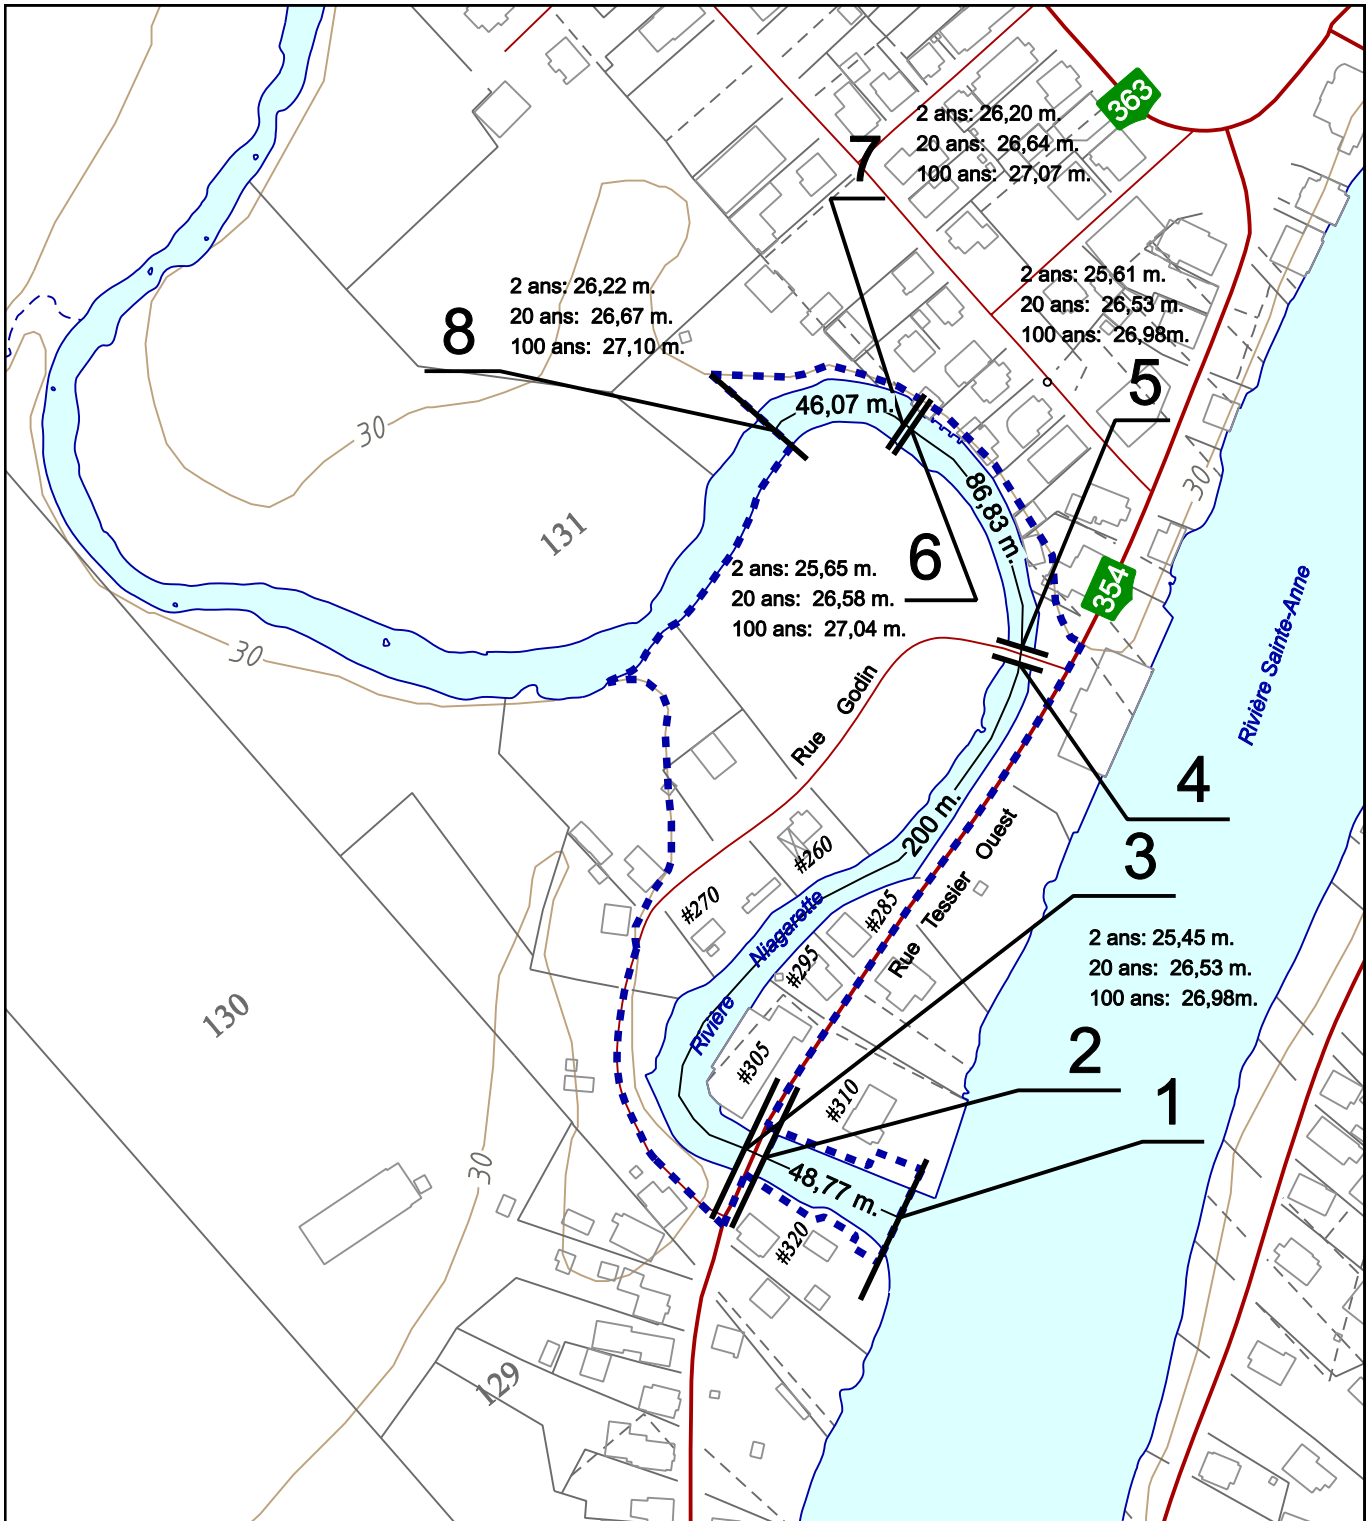 363
2 ans: 26,20 m.
20 ans: 26,64 m.
100 ans: 27,07 m.
7
2 ans: 25,61 m.
20 ans: 26,53 m.
100 ans: 26,98m.
5
2 ans: 26,22 m.
20 ans: 26,67 m.
100 ans: 27,10 m.
8
46,07 m.
30
86,83 m.
30
131
6
2 ans: 25,65 m.
20 ans: 26,58 m.
100 ans: 27,04 m.
354
Rivière Sainte-Anne
30
Rue Godin
4
200 m.
3
Rue Tessier Ouest
#260
#270
#285
Rivière Niagarette
#295
2 ans: 25,45 m.
20 ans: 26,53 m.
100 ans: 26,98m.
130
2
#305
#310
1
30
48,77 m.
#320
129